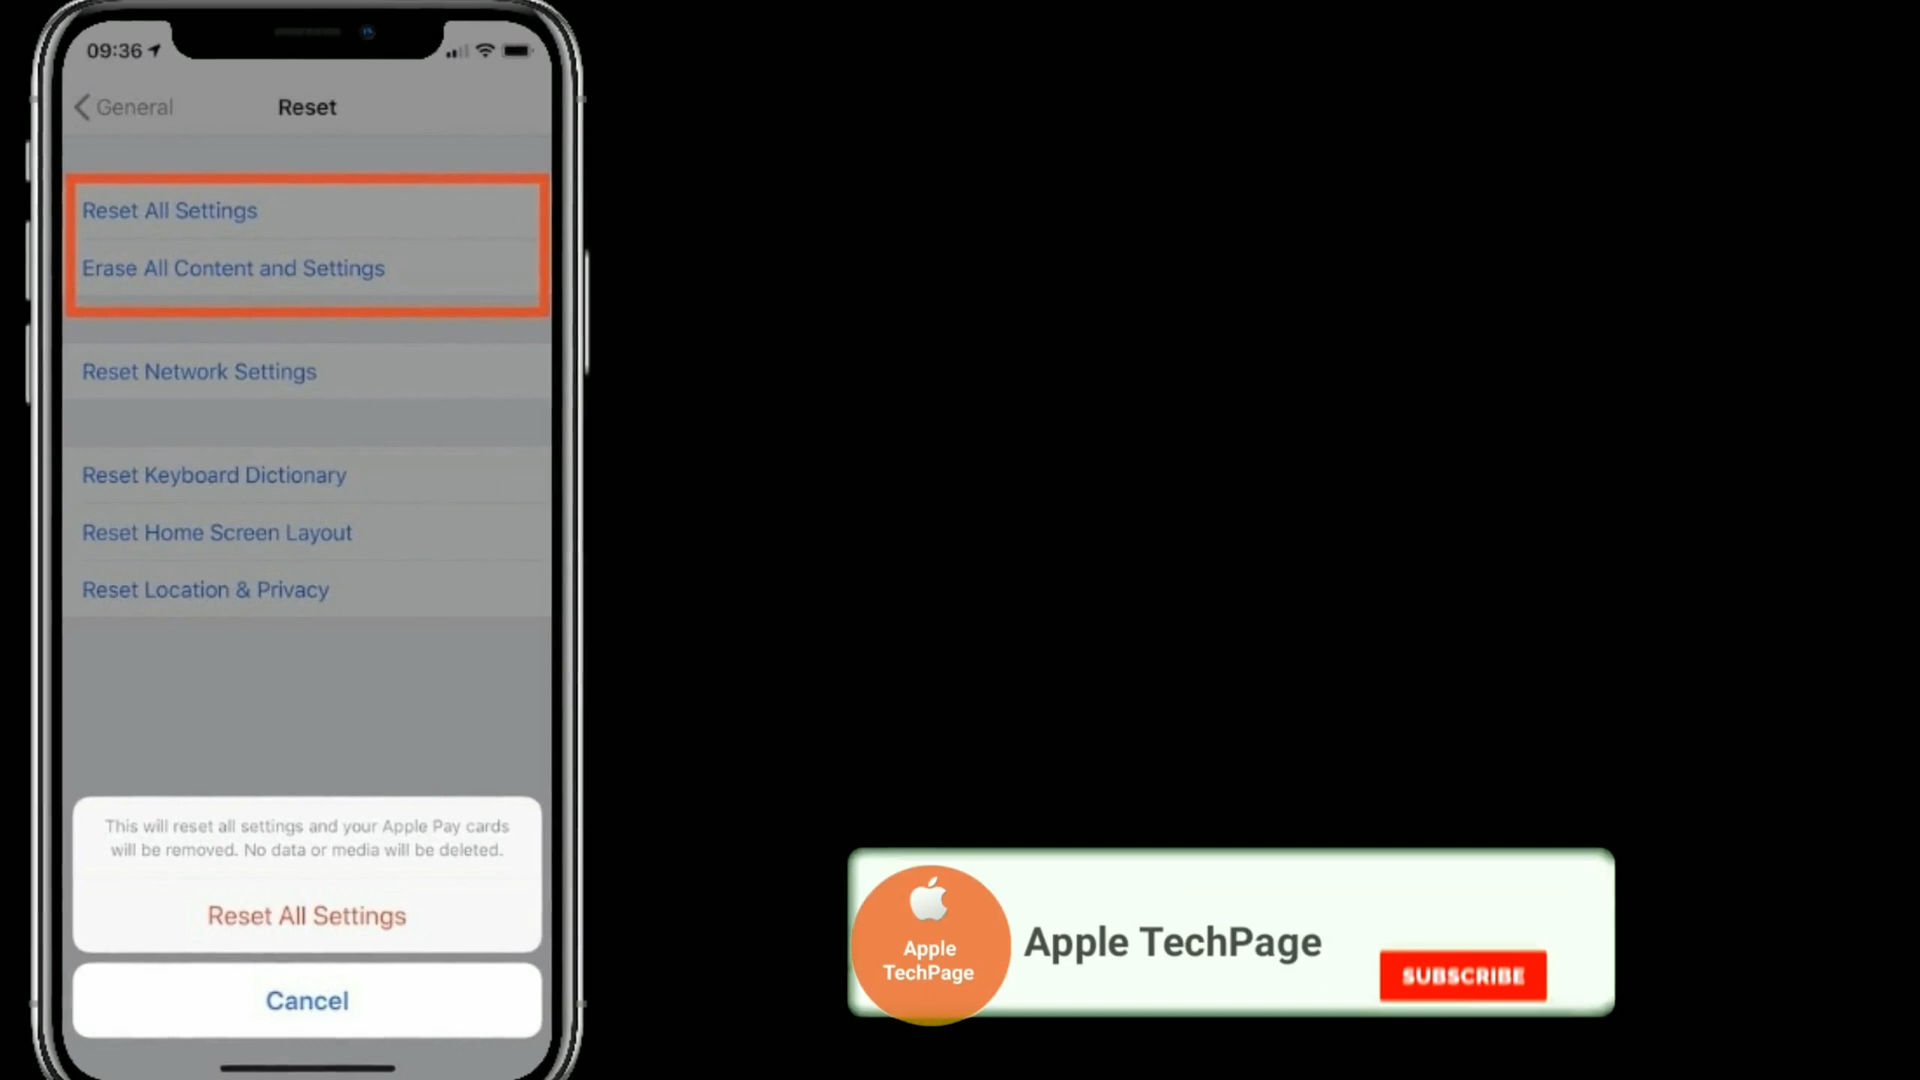 09:36
General
Reset
Reset All Settings
Erase All Content and Settings
Reset Network Settings
Reset Keyboard Dictionary
Reset Home Screen Layout
Reset Location & Privacy
This will reset all settings and your Apple Pay cards
will be removed. No data or media will be deleted.
Reset All Settings
Cancel
Apple
TechPage
Apple TechPage
SUBSCRIBE